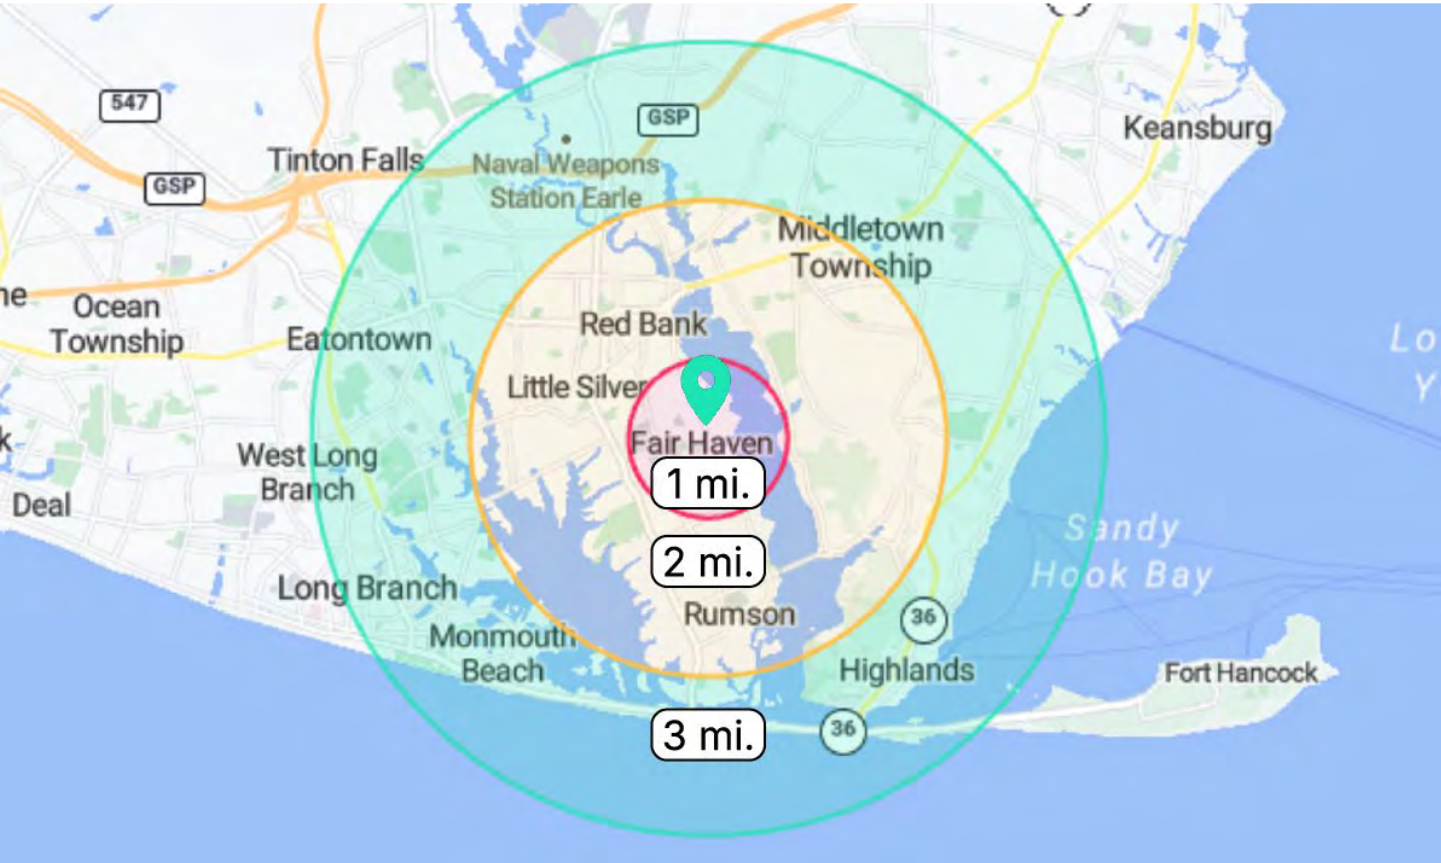 547
GSP
Keansburg
Tinton Falls
Naval Weapons
Station Earle
GSP
Middletown
Township
ne
Ocean
Township
Red Bank
Eatontown
Lo
Y
Little Silver
k
Fair Haven
West Long
Branch
1 mi.
Deal
Sandy
Hook Bay
2 mi.
Long Branch
Rumson
36
Monmouth
Beach
Highlands
Fort Hancock
3 mi.
36